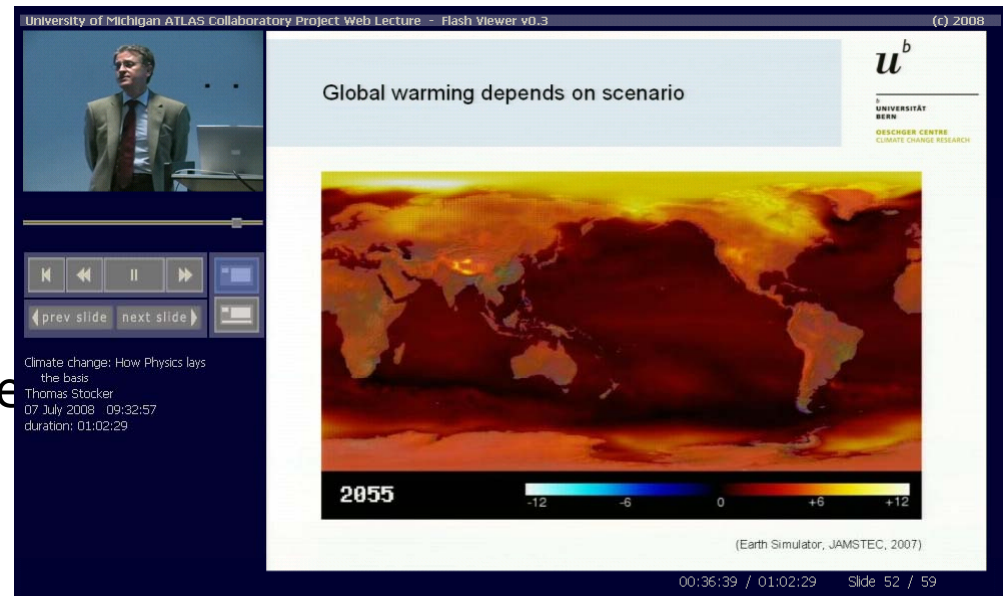 University of Michigan ATLAS Collaboratory Project Web Lecture - Flash Viewer v0.3
(c) 2008
Global warming depends on scenario
u^b
b
UNIVERSITÄT
BERN
OESCHGER CENTRE
CLIMATE CHANGE RESEARCH
prev slide
next slide
Climate change: How Physics lays
the basis
Thomas Stocker
07 July 2008 09:32:57
duration: 01:02:29
e
2055
-12 -6 0 +6 +12
(Earth Simulator, JAMSTEC, 2007)
00:36:39 / 01:02:29 Slide 52 / 59